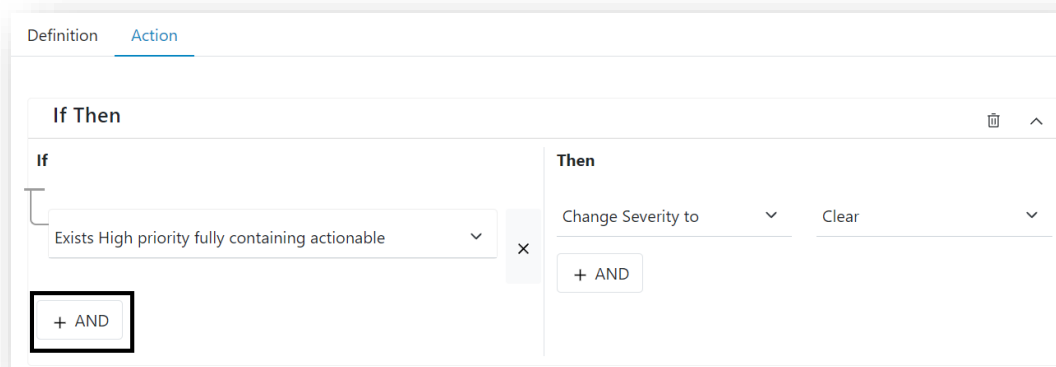 Definition Action
If Then
If Then
Change Severity to Clear
Exists High priority fully containing actionable
+ AND
+ AND